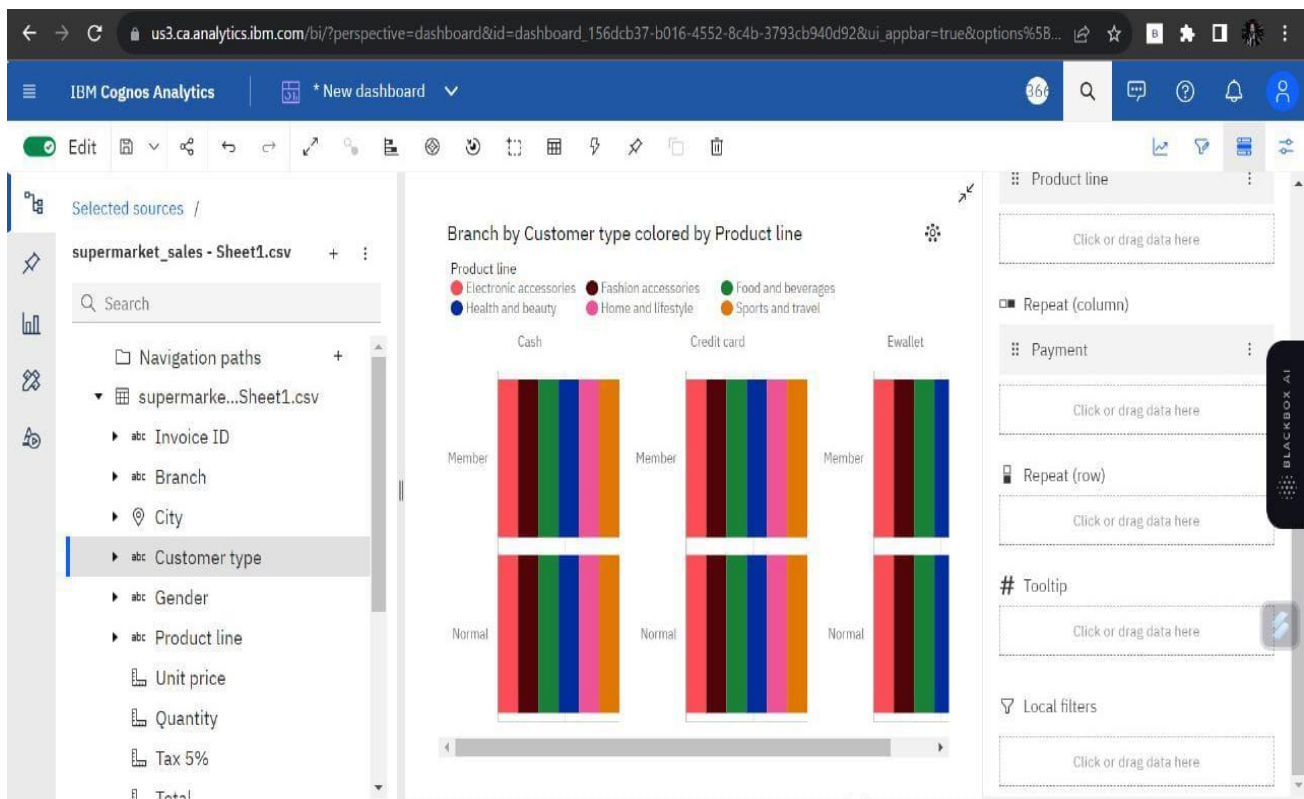 us3.ca.analytics.ibm.com/bi/?perspective=dashboard&id=dashboard_156dcb37-b016-4552-8c4b-3793cb940d92&ui_appbar=true&options%5B...
B
IBM Cognos Analytics
* New dashboard
366
Edit
Selected sources /
supermarket_sales - Sheet1.csv
Search
Navigation paths
supermarke...Sheet1.csv
abc Invoice ID
abc Branch
City
abc Customer type
abc Gender
abc Product line
Unit price
Quantity
Tax 5%
Total
Branch by Customer type colored by Product line
Product line
Electronic accessories Fashion accessories Food and beverages
Health and beauty Home and lifestyle Sports and travel
Cash Credit card Ewallet
Member Member Member
Normal Normal Normal
Product line
Click or drag data here
Repeat (column)
Payment
Click or drag data here
Repeat (row)
Click or drag data here
# Tooltip
Click or drag data here
Local filters
Click or drag data here
BLACKBOX AI